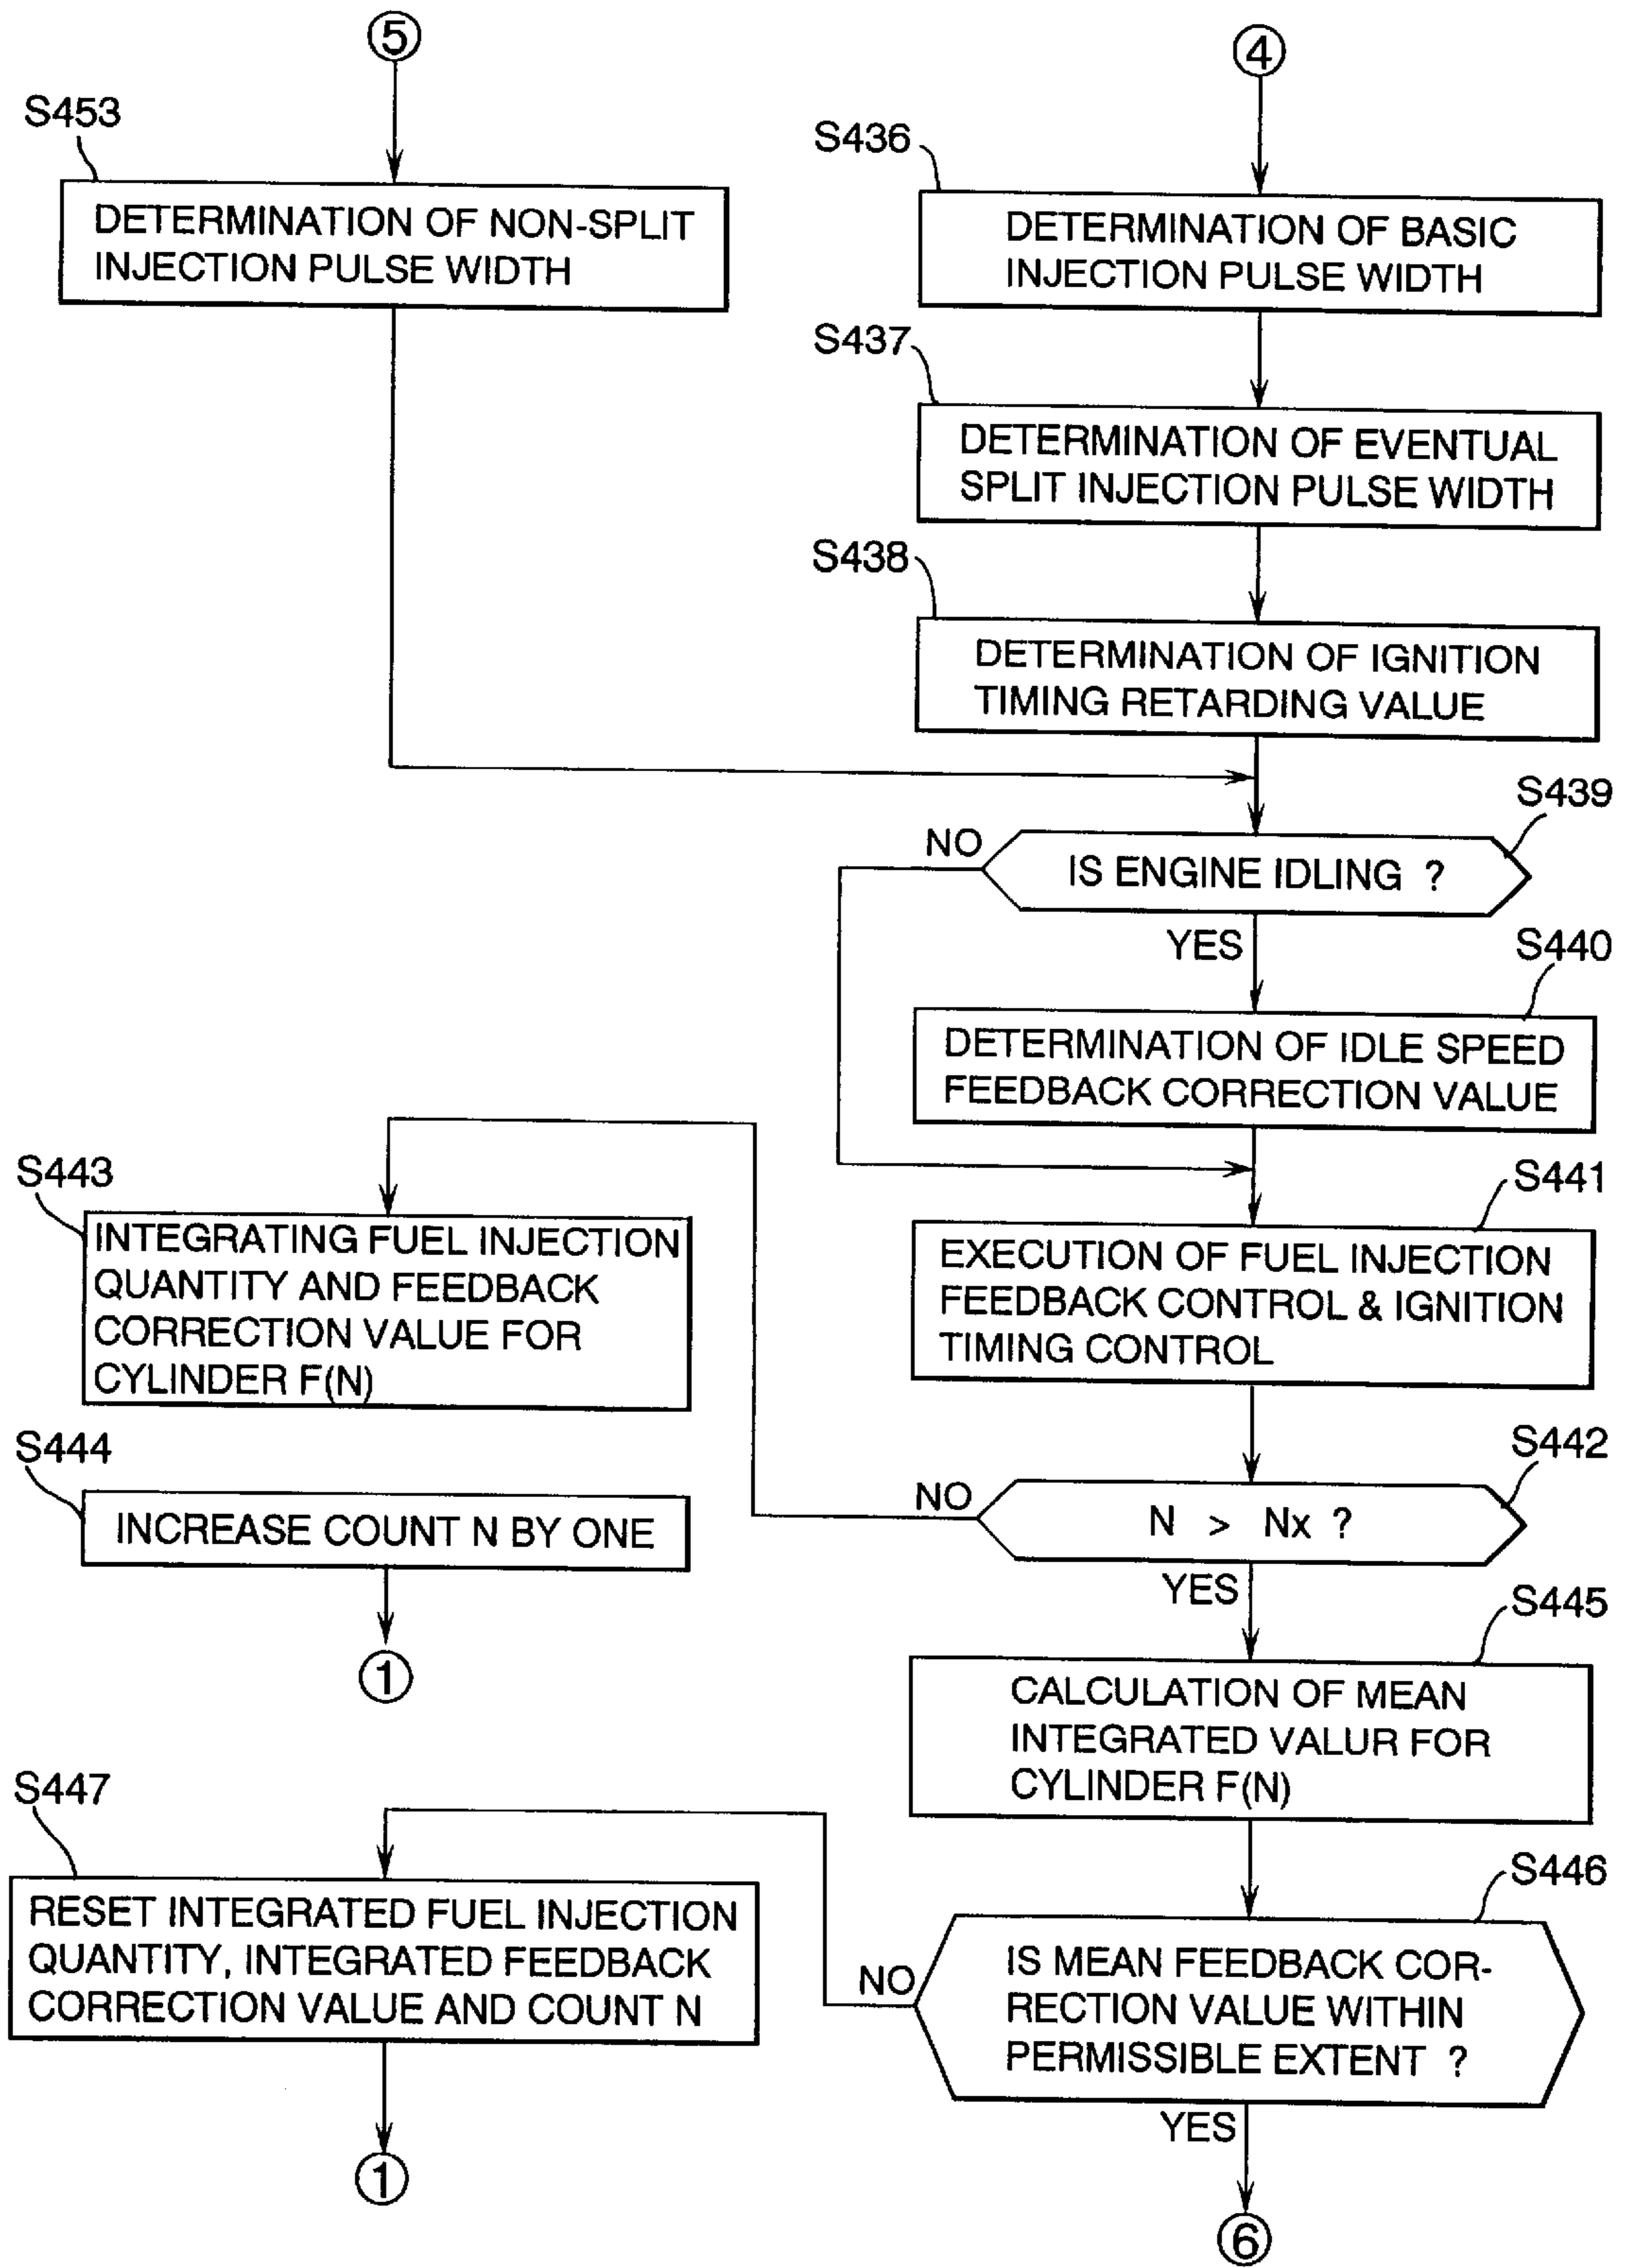 5
S453
DETERMINATION OF NON-SPLIT
INJECTION PULSE WIDTH
4
S436
DETERMINATION OF BASIC
INJECTION PULSE WIDTH
S437
DETERMINATION OF EVENTUAL
SPLIT INJECTION PULSE WIDTH
S438
DETERMINATION OF IGNITION
TIMING RETARDING VALUE
S439
NO
IS ENGINE IDLING ?
YES
S440
DETERMINATION OF IDLE SPEED
FEEDBACK CORRECTION VALUE
S441
EXECUTION OF FUEL INJECTION
FEEDBACK CONTROL & IGNITION
TIMING CONTROL
S442
NO
N > Nx ?
YES
S443
INTEGRATING FUEL INJECTION
QUANTITY AND FEEDBACK
CORRECTION VALUE FOR
CYLINDER F(N)
S444
INCREASE COUNT N BY ONE
1
S445
CALCULATION OF MEAN
INTEGRATED VALUR FOR
CYLINDER F(N)
S446
NO
IS MEAN FEEDBACK COR-
RECTION VALUE WITHIN
PERMISSIBLE EXTENT ?
YES
S447
RESET INTEGRATED FUEL INJECTION
QUANTITY, INTEGRATED FEEDBACK
CORRECTION VALUE AND COUNT N
1
6